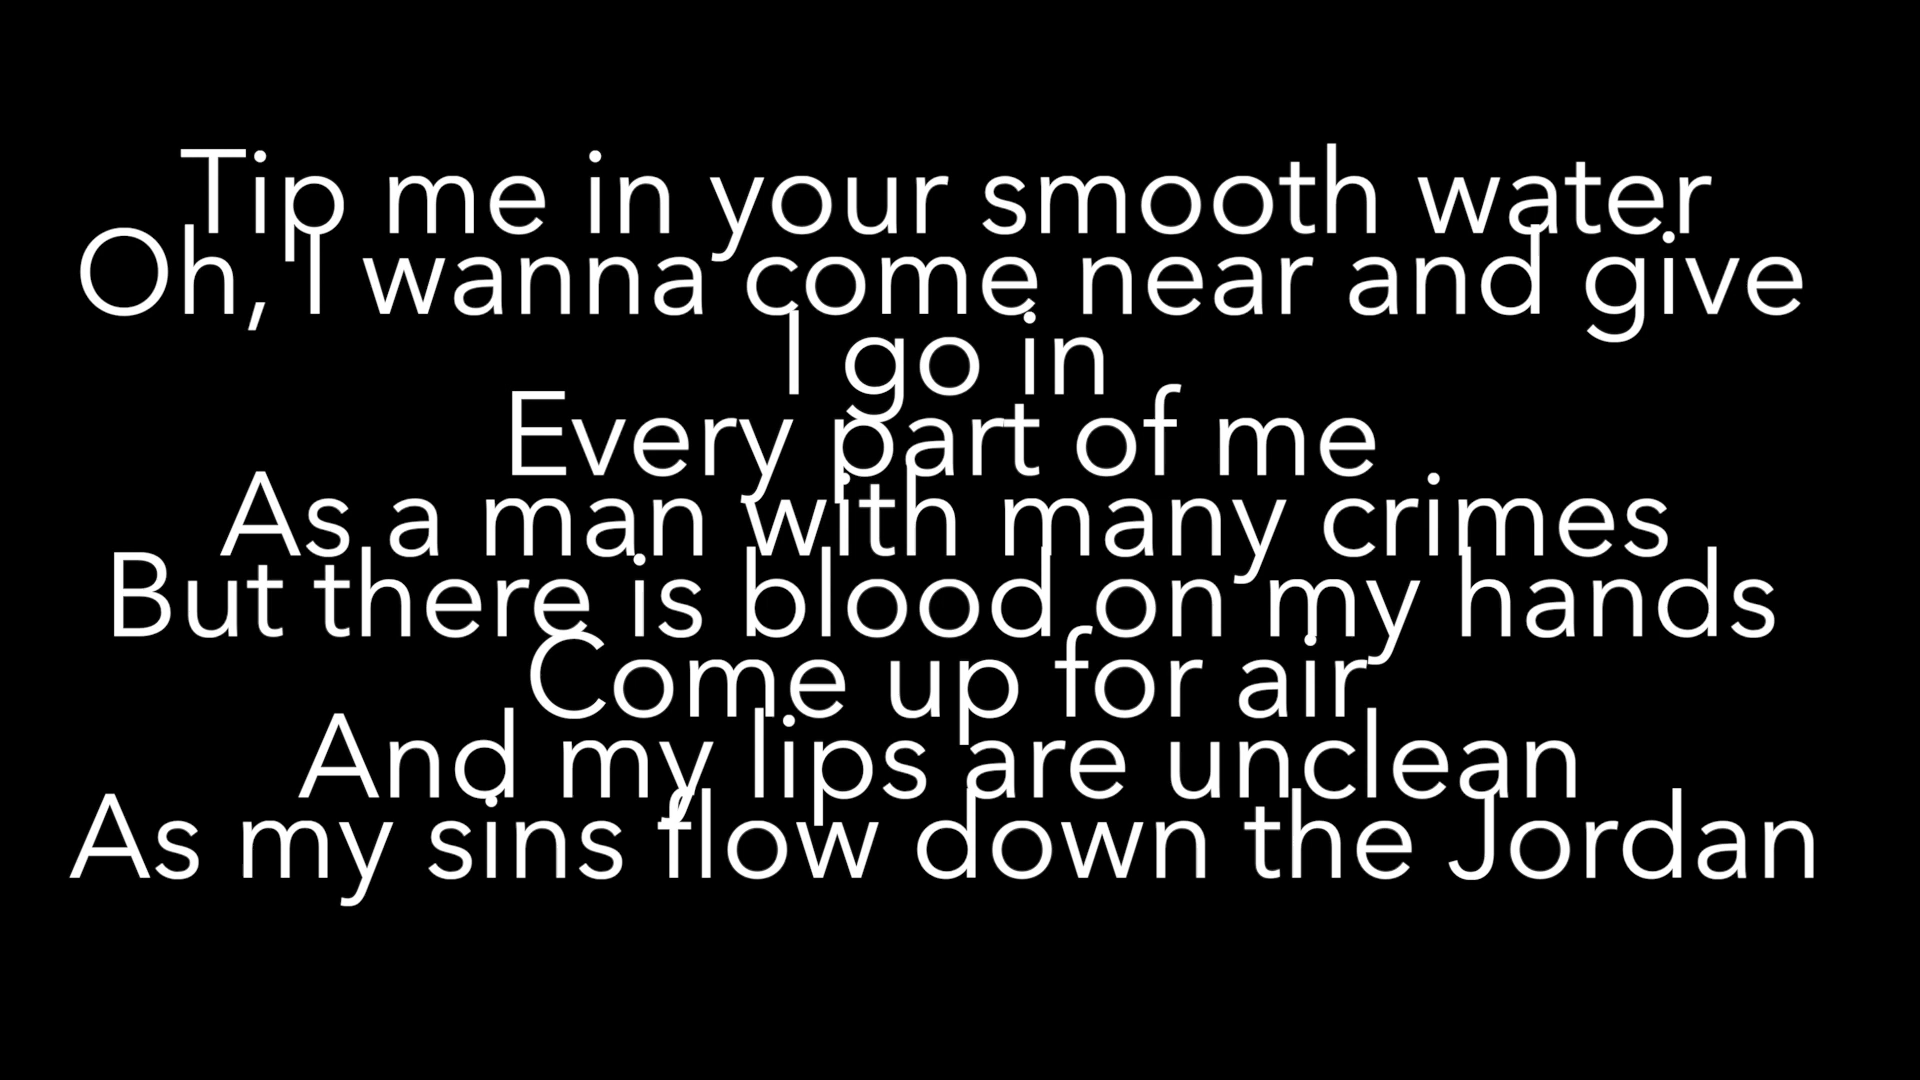 Tip me in your smooth water
Oh, I wanna come near and give
I go in
Every part of me
As a man with many crimes
But there is blood on my hands
Come up for air
And my lips are unclean
As my sins flow down the Jordan